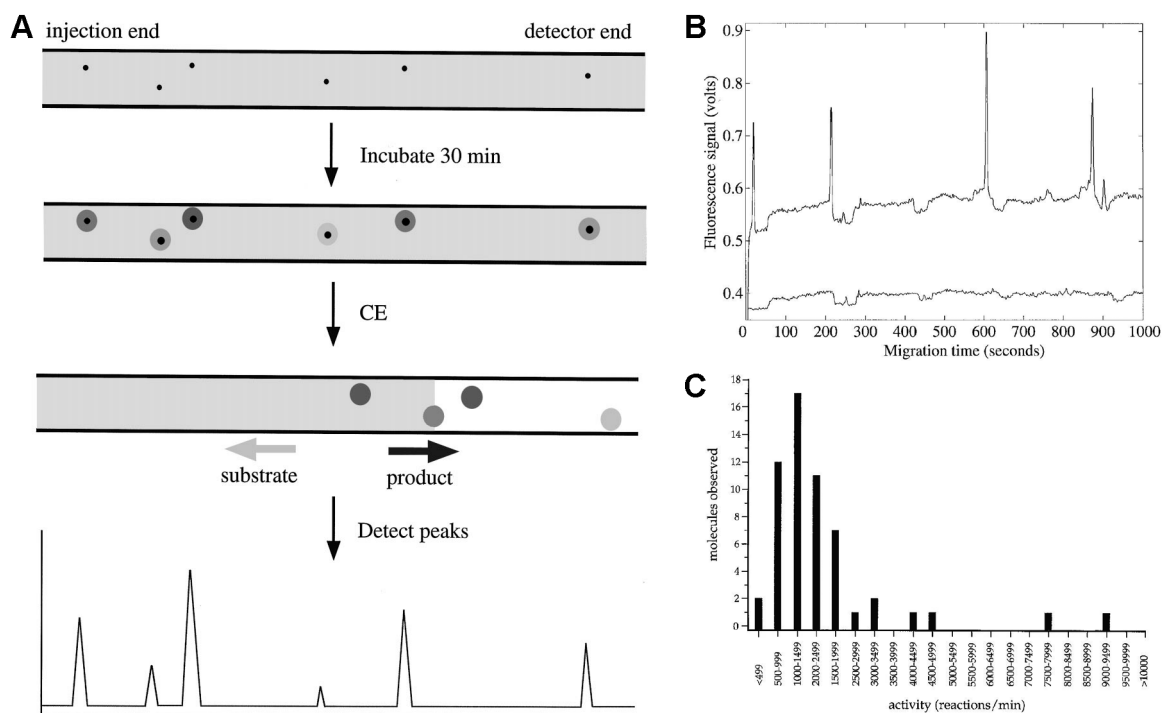 A
injection end
detector end
Incubate 30 min
CE
substrate
product
Detect peaks
B
Fluorescence signal (volts)
0.9
0.8
0.7
0.6
0.5
0.4
0 100 200 300 400 500 600 700 800 900 1000
Migration time (seconds)
C
molecules observed
18
16
14
12
10
8
6
4
2
0
<499
500-999
1000-1499
2000-2499
1500-1999
2500-2999
3000-3499
3500-3999
4000-4499
4500-4999
5000-5499
5500-5999
6000-6499
6500-6999
7000-7499
7500-7999
8000-8499
8500-8999
9000-9499
9500-9999
>10000
activity (reactions/min)